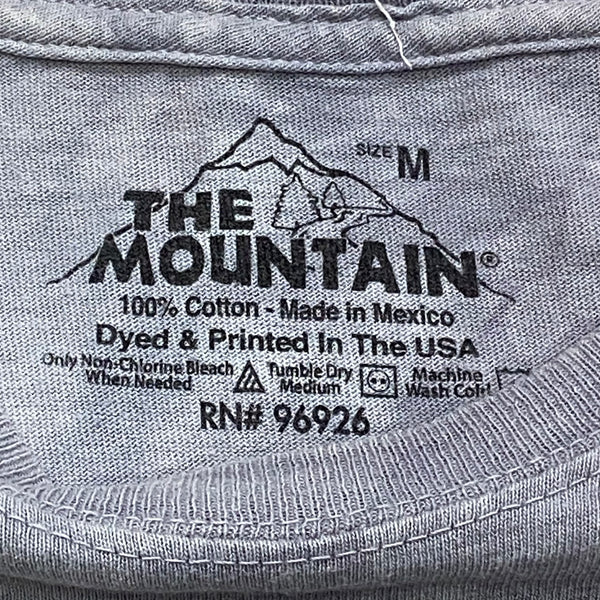 SIZE M
THE
MOUNTAIN®
100% Cotton - Made in Mexico
Dyed & Printed In The USA
Only Non-Chlorine Bleach When Needed
Tumble Dry Medium
Machine Wash Cold
RN# 96926